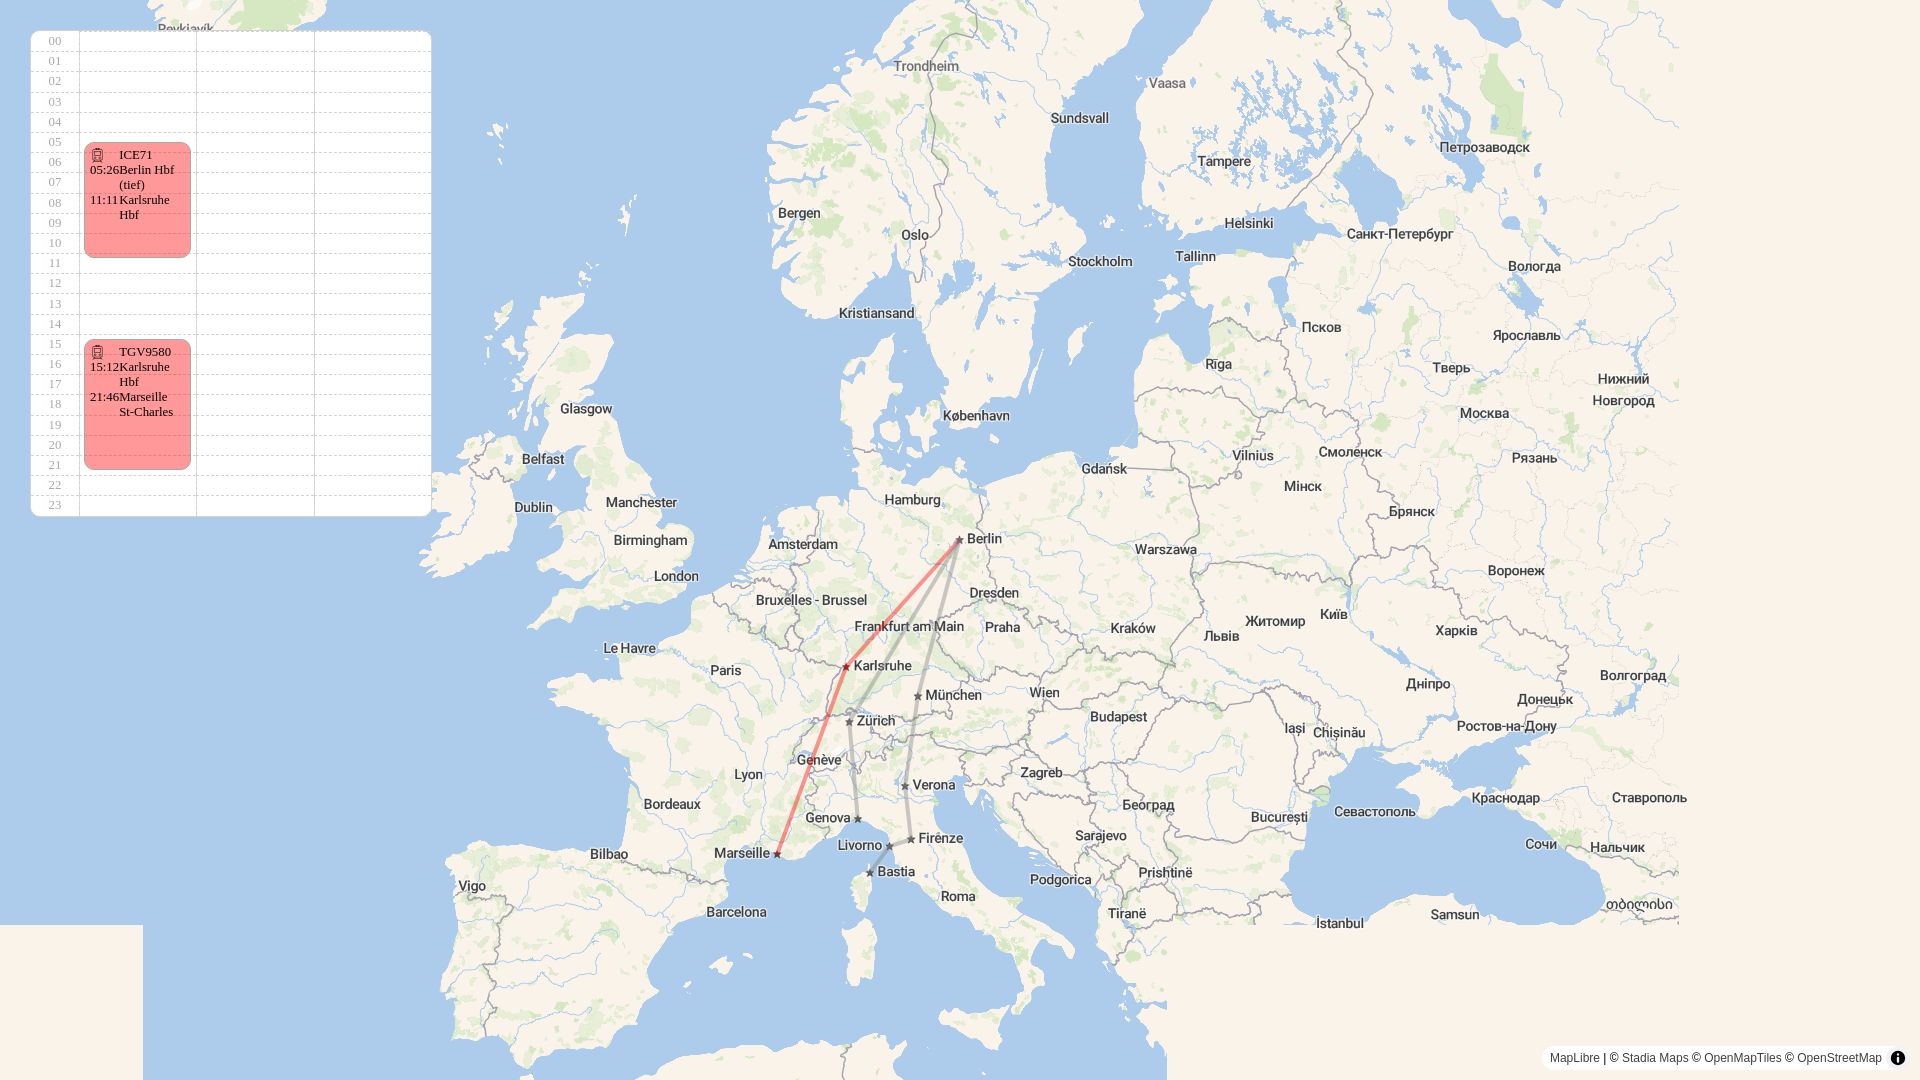 Reykjavík
00
01
02
03
04
05
06
07
08
09
10
11
12
13
14
15
16
17
18
19
20
21
22
23
ICE71
05:26 Berlin Hbf
(tief)
11:11 Karlsruhe
Hbf
TGV9580
15:12 Karlsruhe
Hbf
21:46 Marseille
St-Charles
Trondheim
Vaasa
Sundsvall
Петрозаводск
Tampere
Bergen
Helsinki
Oslo
Санкт-Петербург
Stockholm
Tallinn
Вологда
Kristiansand
Псков
Ярославль
Rīga
Тверь
Нижний
Новгород
Glasgow
København
Москва
Belfast
Gdańsk
Vilnius
Смоленск
Рязань
Мінск
Hamburg
Manchester
Dublin
Брянск
Berlin
Birmingham
Amsterdam
Warszawa
London
Воронеж
Dresden
Bruxelles - Brussel
Житомир
Київ
Frankfurt am Main
Praha
Kraków
Львів
Харків
Le Havre
Paris
Karlsruhe
Волгоград
Дніпро
München
Wien
Донецьк
Zürich
Budapest
Iași
Chișinău
Ростов-на-Дону
Genève
Lyon
Zagreb
Verona
Bordeaux
Београд
Краснодар
Ставрополь
Genova
București
Севастополь
Firenze
Livorno
Sarajevo
Сочи
Нальчик
Marseille
Bilbao
Bastia
Podgorica
Prishtinë
Vigo
Roma
თბილისი
Barcelona
Tiranë
Samsun
İstanbul
MapLibre | © Stadia Maps © OpenMapTiles © OpenStreetMap